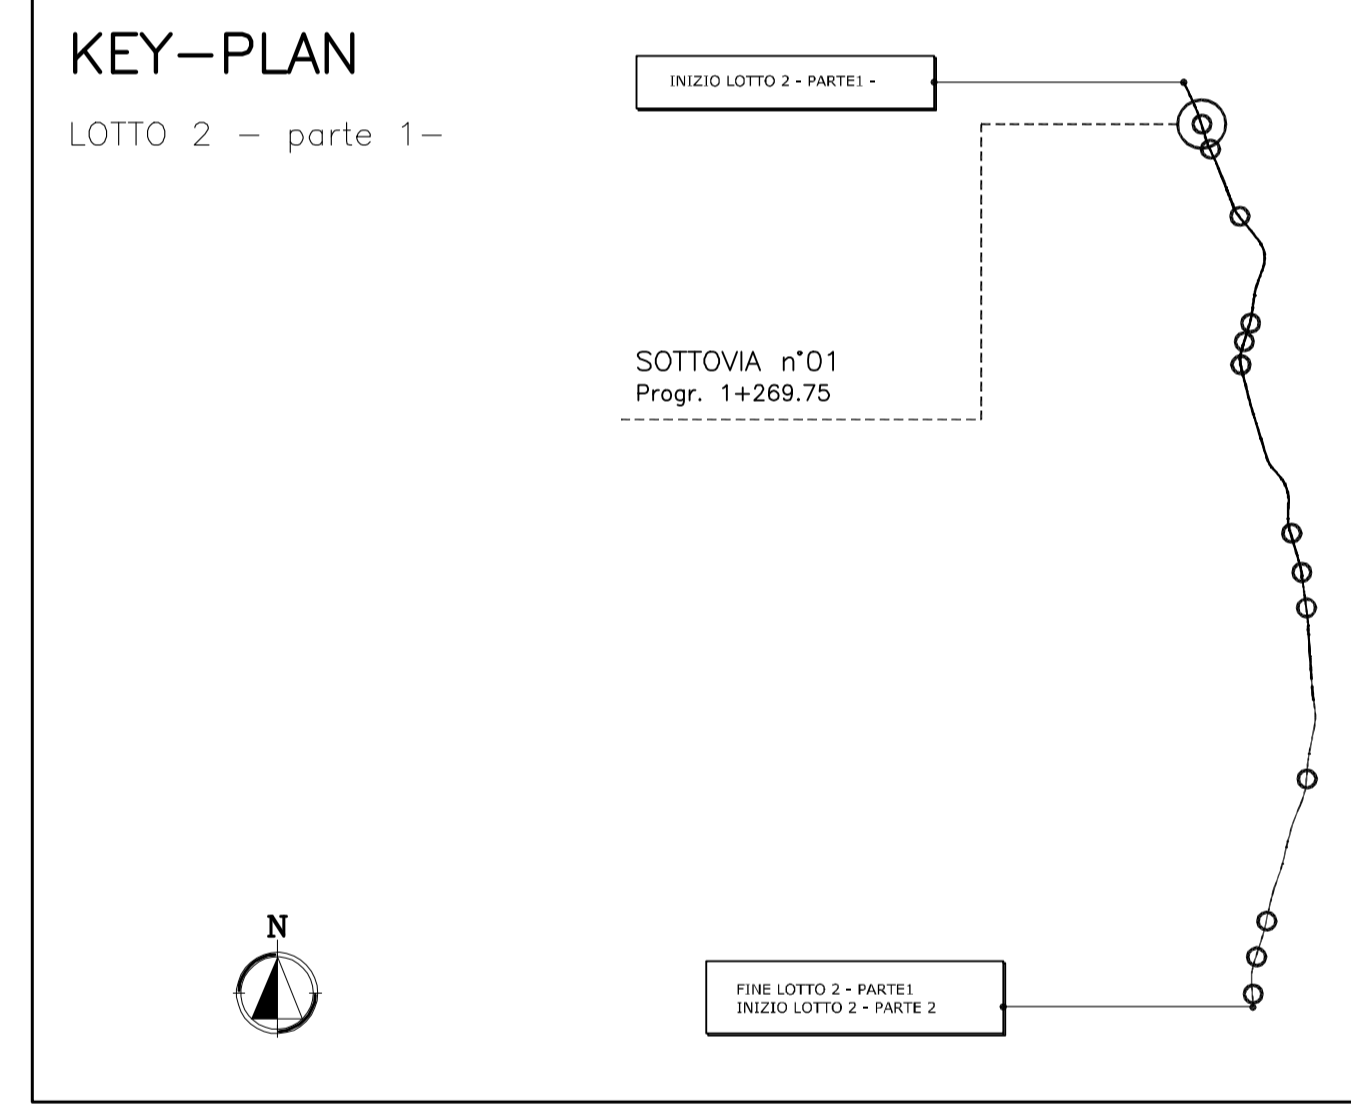 KEY-PLAN
LOTTO 2 - parte 1-
INIZIO LOTTO 2 - PARTE1 -
SOTTOVIA n°01
Progr. 1+269.75
N
FINE LOTTO 2 - PARTE1
INIZIO LOTTO 2 - PARTE 2